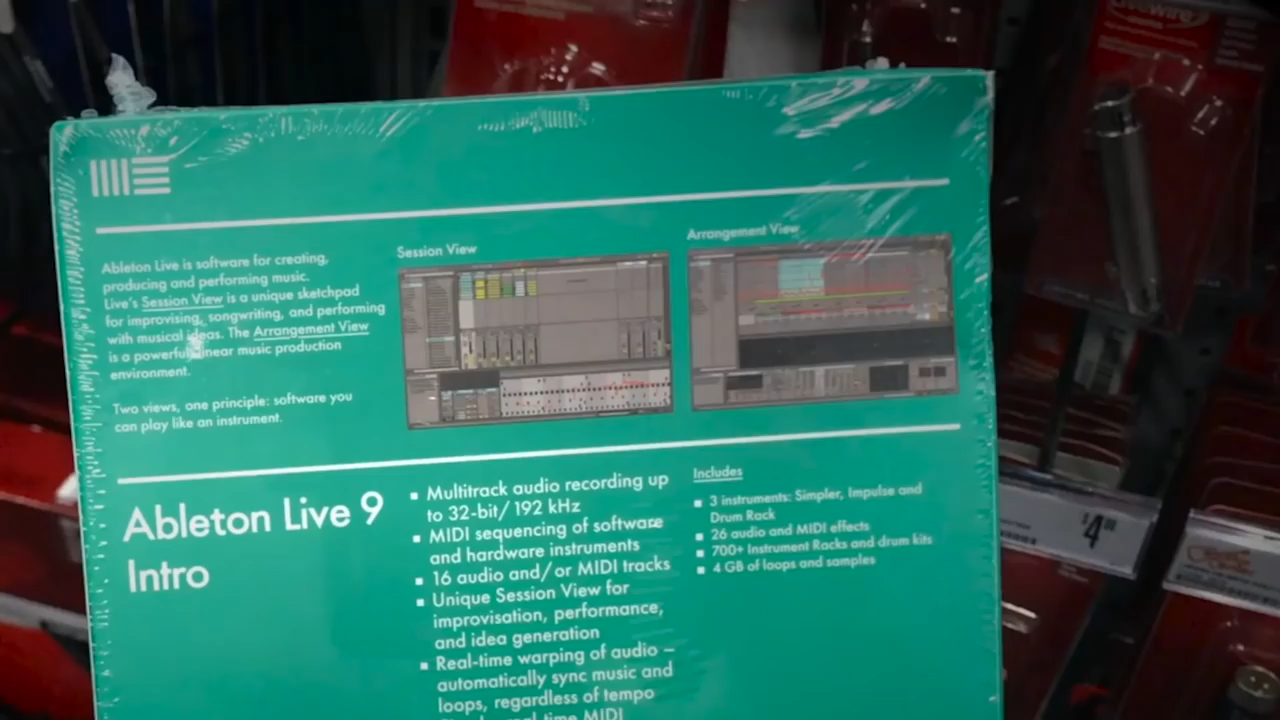 Livewire
Ableton Live is software for creating,
producing and performing music.
Live's Session View is a unique sketchpad
for improvising, songwriting, and performing
with musical ideas. The Arrangement View
is a powerful linear music production
environment.
Two views, one principle: software you
can play like an instrument.
Session View
Arrangement View
Ableton Live 9
Intro
▪ Multitrack audio recording up
to 32-bit/192 kHz
▪ MIDI sequencing of software
and hardware instruments
▪ 16 audio and/or MIDI tracks
▪ Unique Session View for
improvisation, performance,
and idea generation
▪ Real-time warping of audio –
automatically sync music and
loops, regardless of tempo
real-time MIDI
Includes
▪ 3 instruments: Simpler, Impulse and
Drum Rack
▪ 26 audio and MIDI effects
▪ 700+ Instrument Racks and drum kits
▪ 4 GB of loops and samples
$4